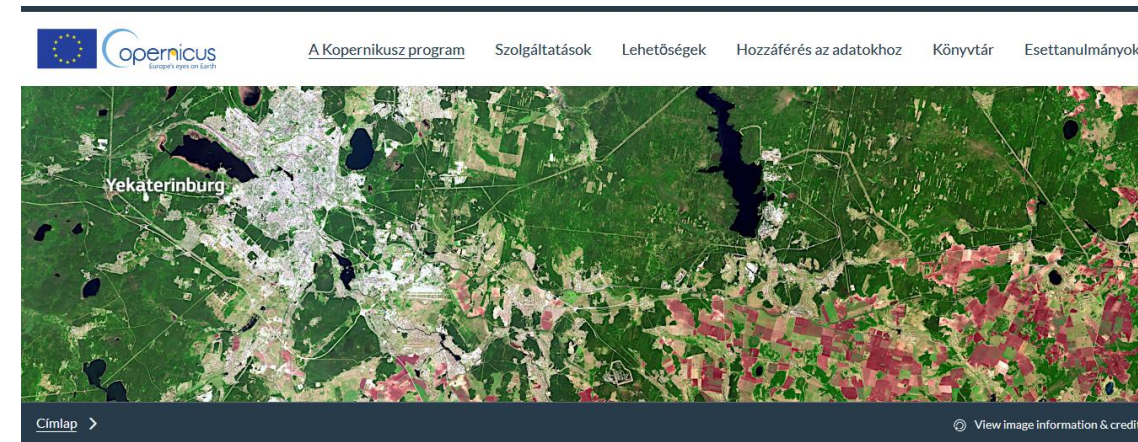 opernicus
Europe's eyes on Earth
A Kopernikusz program Szolgáltatások Lehetőségek Hozzáférés az adatokhoz Könyvtár Esettanulmányok
Yekaterinburg
Címlap
View image information & credit